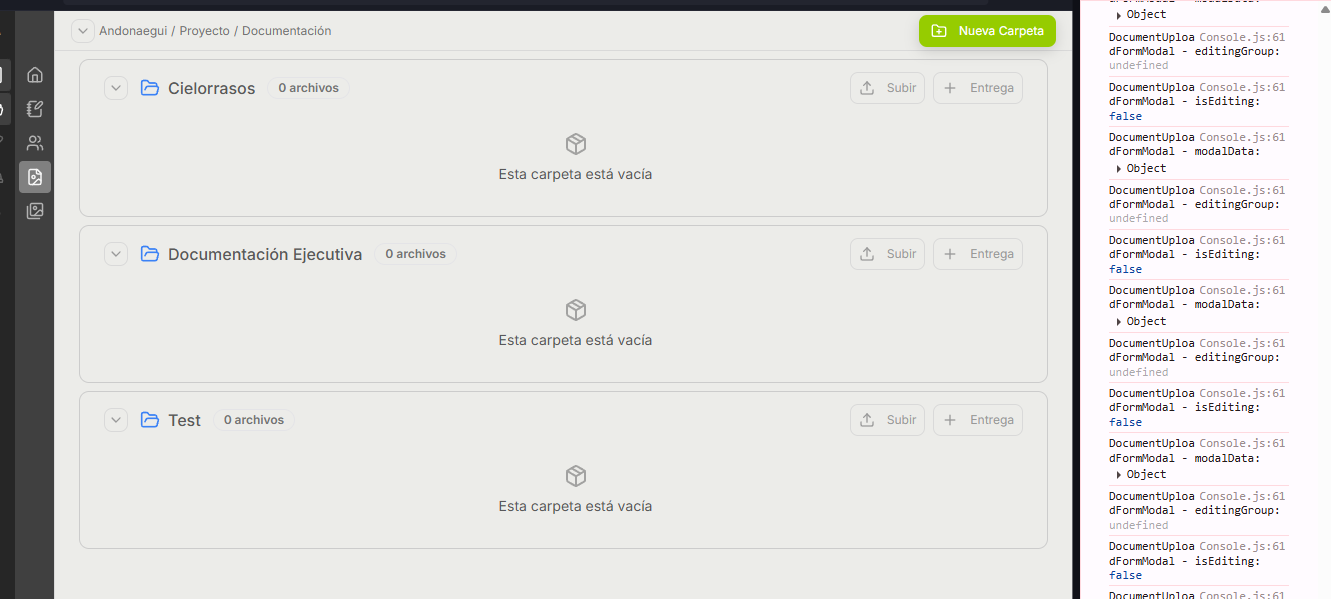 Andonaegui / Proyecto / Documentación
Nueva Carpeta
Cielorrasos 0 archivos Subir Entrega
Esta carpeta está vacía
Documentación Ejecutiva 0 archivos Subir Entrega
Esta carpeta está vacía
Test 0 archivos Subir Entrega
Esta carpeta está vacía
Object
DocumentUploa Console.js:61
dFormModal - editingGroup:
undefined
DocumentUploa Console.js:61
dFormModal - isEditing:
false
DocumentUploa Console.js:61
dFormModal - modalData:
Object
DocumentUploa Console.js:61
dFormModal - editingGroup:
undefined
DocumentUploa Console.js:61
dFormModal - isEditing:
false
DocumentUploa Console.js:61
dFormModal - modalData:
Object
DocumentUploa Console.js:61
dFormModal - editingGroup:
undefined
DocumentUploa Console.js:61
dFormModal - isEditing:
false
DocumentUploa Console.js:61
dFormModal - modalData:
Object
DocumentUploa Console.js:61
dFormModal - editingGroup:
undefined
DocumentUploa Console.js:61
dFormModal - isEditing:
false
DocumentUploa Console.js:61